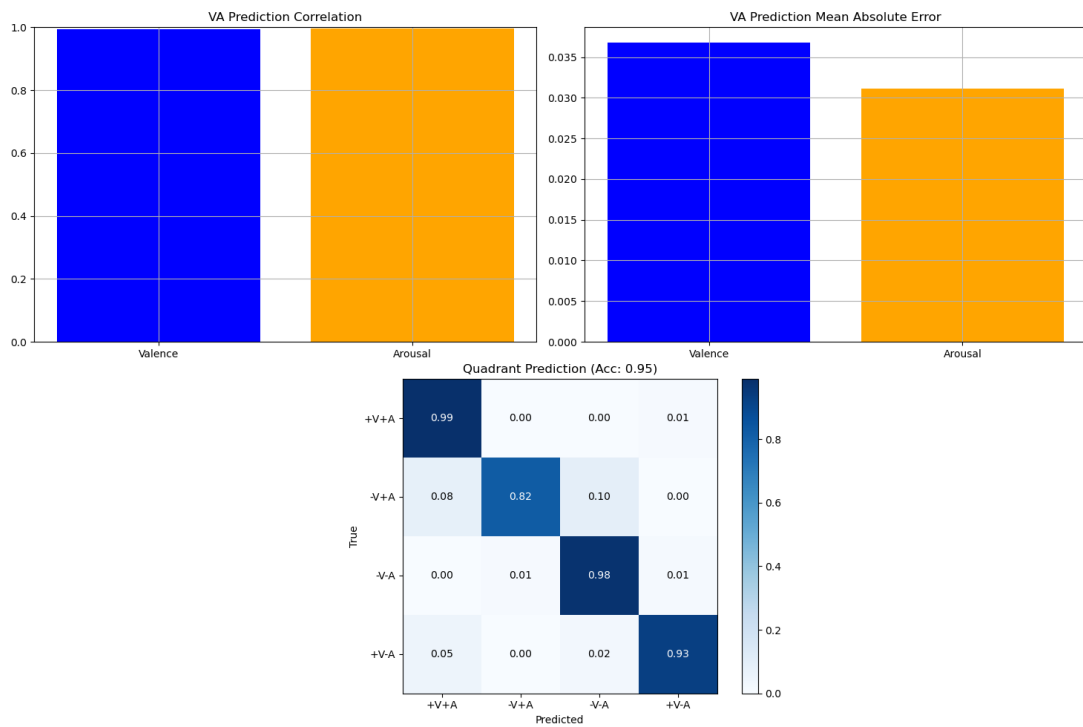 VA Prediction Correlation
1.0
0.8
0.6
0.4
0.2
0.0
Valence Arousal
VA Prediction Mean Absolute Error
0.035
0.030
0.025
0.020
0.015
0.010
0.005
0.000
Valence Arousal
Quadrant Prediction (Acc: 0.95)
True
+V+A 0.99 0.00 0.00 0.01
-V+A 0.08 0.82 0.10 0.00
-V-A 0.00 0.01 0.98 0.01
+V-A 0.05 0.00 0.02 0.93
+V+A -V+A -V-A +V-A
Predicted
0.8
0.6
0.4
0.2
0.0